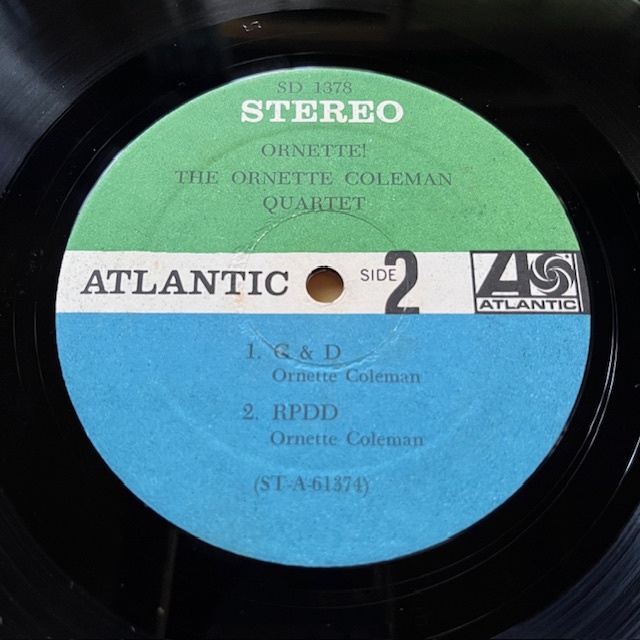 SD 1378
STEREO
ORNETTE!
THE ORNETTE COLEMAN
QUARTET
ATLANTIC SIDE 2 ATLANTIC
1. G & D
Ornette Coleman
2. RPDD
Ornette Coleman
(ST-A-61374)